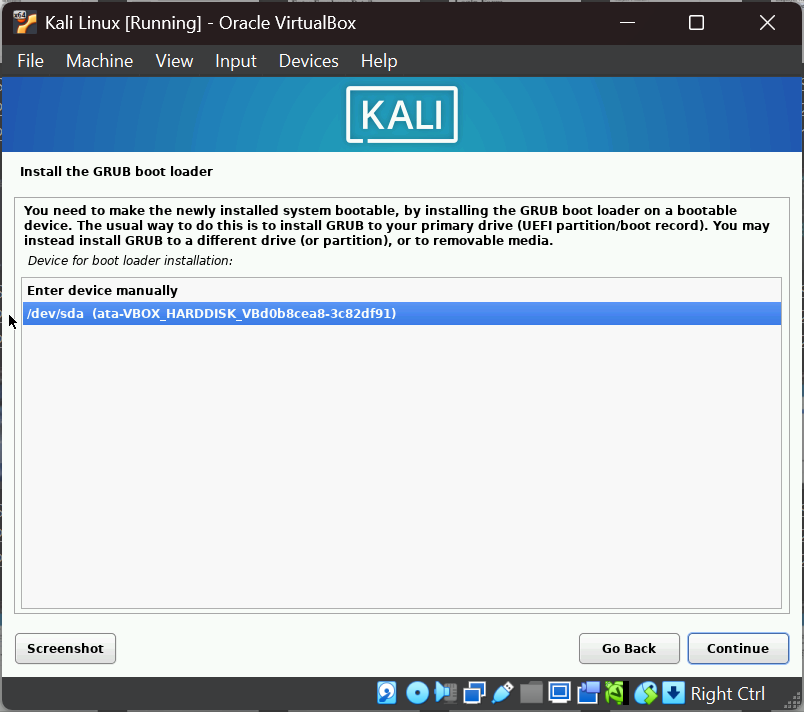 Kali Linux [Running] - Oracle VirtualBox
File Machine View Input Devices Help
KALI
Install the GRUB boot loader
You need to make the newly installed system bootable, by installing the GRUB boot loader on a bootable
device. The usual way to do this is to install GRUB to your primary drive (UEFI partition/boot record). You may
instead install GRUB to a different drive (or partition), or to removable media.
Device for boot loader installation:
Enter device manually
/dev/sda (ata-VBOX_HARDDISK_VBd0b8cea8-3c82df91)
Screenshot Go Back Continue
Right Ctrl